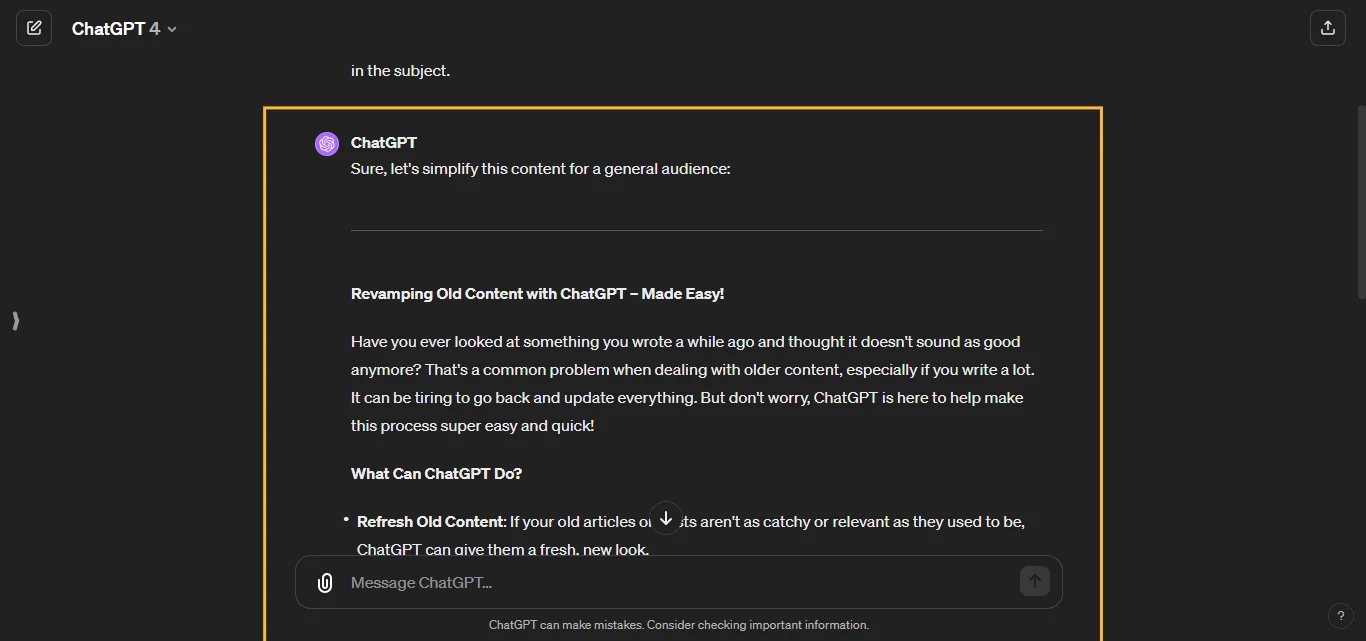 ChatGPT 4
in the subject.
ChatGPT
Sure, let's simplify this content for a general audience:
Revamping Old Content with ChatGPT – Made Easy!
Have you ever looked at something you wrote a while ago and thought it doesn't sound as good
anymore? That's a common problem when dealing with older content, especially if you write a lot.
It can be tiring to go back and update everything. But don't worry, ChatGPT is here to help make
this process super easy and quick!
What Can ChatGPT Do?
• Refresh Old Content: If your old articles o sts aren't as catchy or relevant as they used to be,
ChatGPT can give them a fresh, new look.
Message ChatGPT...
ChatGPT can make mistakes. Consider checking important information.
?